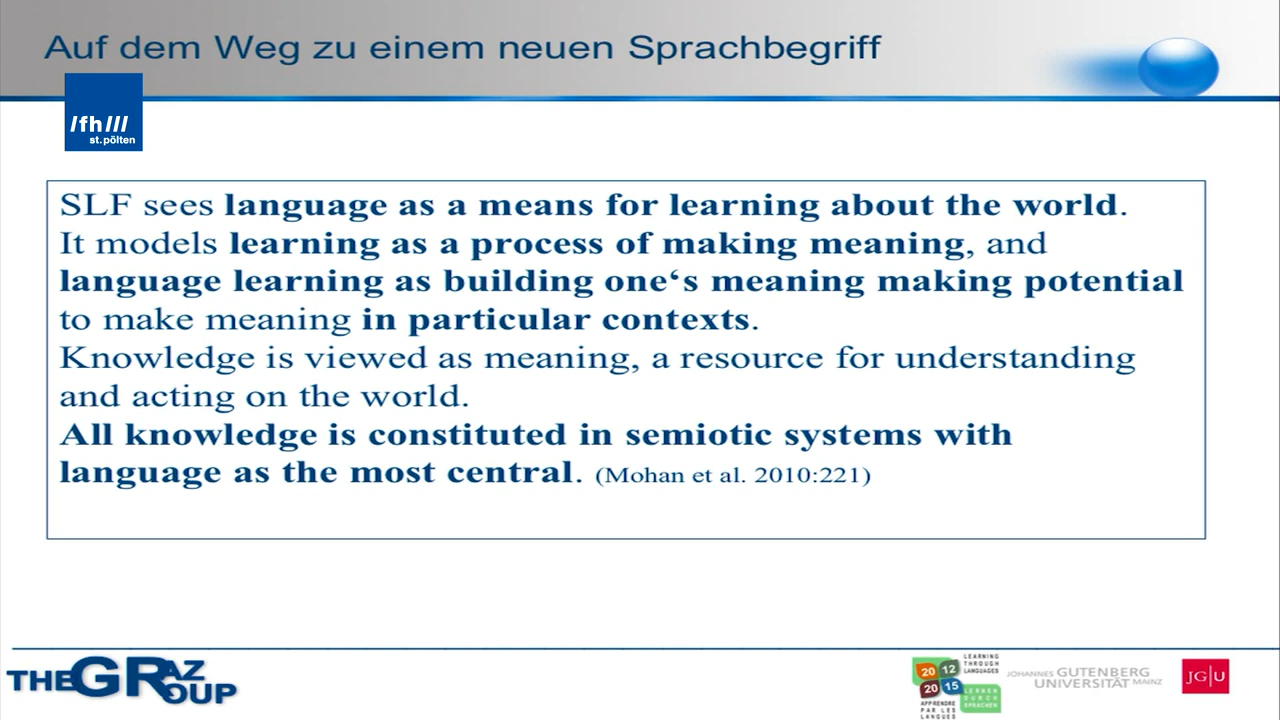 Auf dem Weg zu einem neuen Sprachbegriff
/fh///
st.pölten
SLF sees language as a means for learning about the world.
It models learning as a process of making meaning, and
language learning as building one‘s meaning making potential
to make meaning in particular contexts.
Knowledge is viewed as meaning, a resource for understanding
and acting on the world.
All knowledge is constituted in semiotic systems with
language as the most central. (Mohan et al. 2010:221)
THE GRAZ GROUP
20 12
20 15
LEARNING
THROUGH
LANGUAGES
LERNEN
DURCH
SPRACHEN
APPRENDRE
PAR LES
LANGUES
JOHANNES GUTENBERG
UNIVERSITÄT MAINZ
JG|U